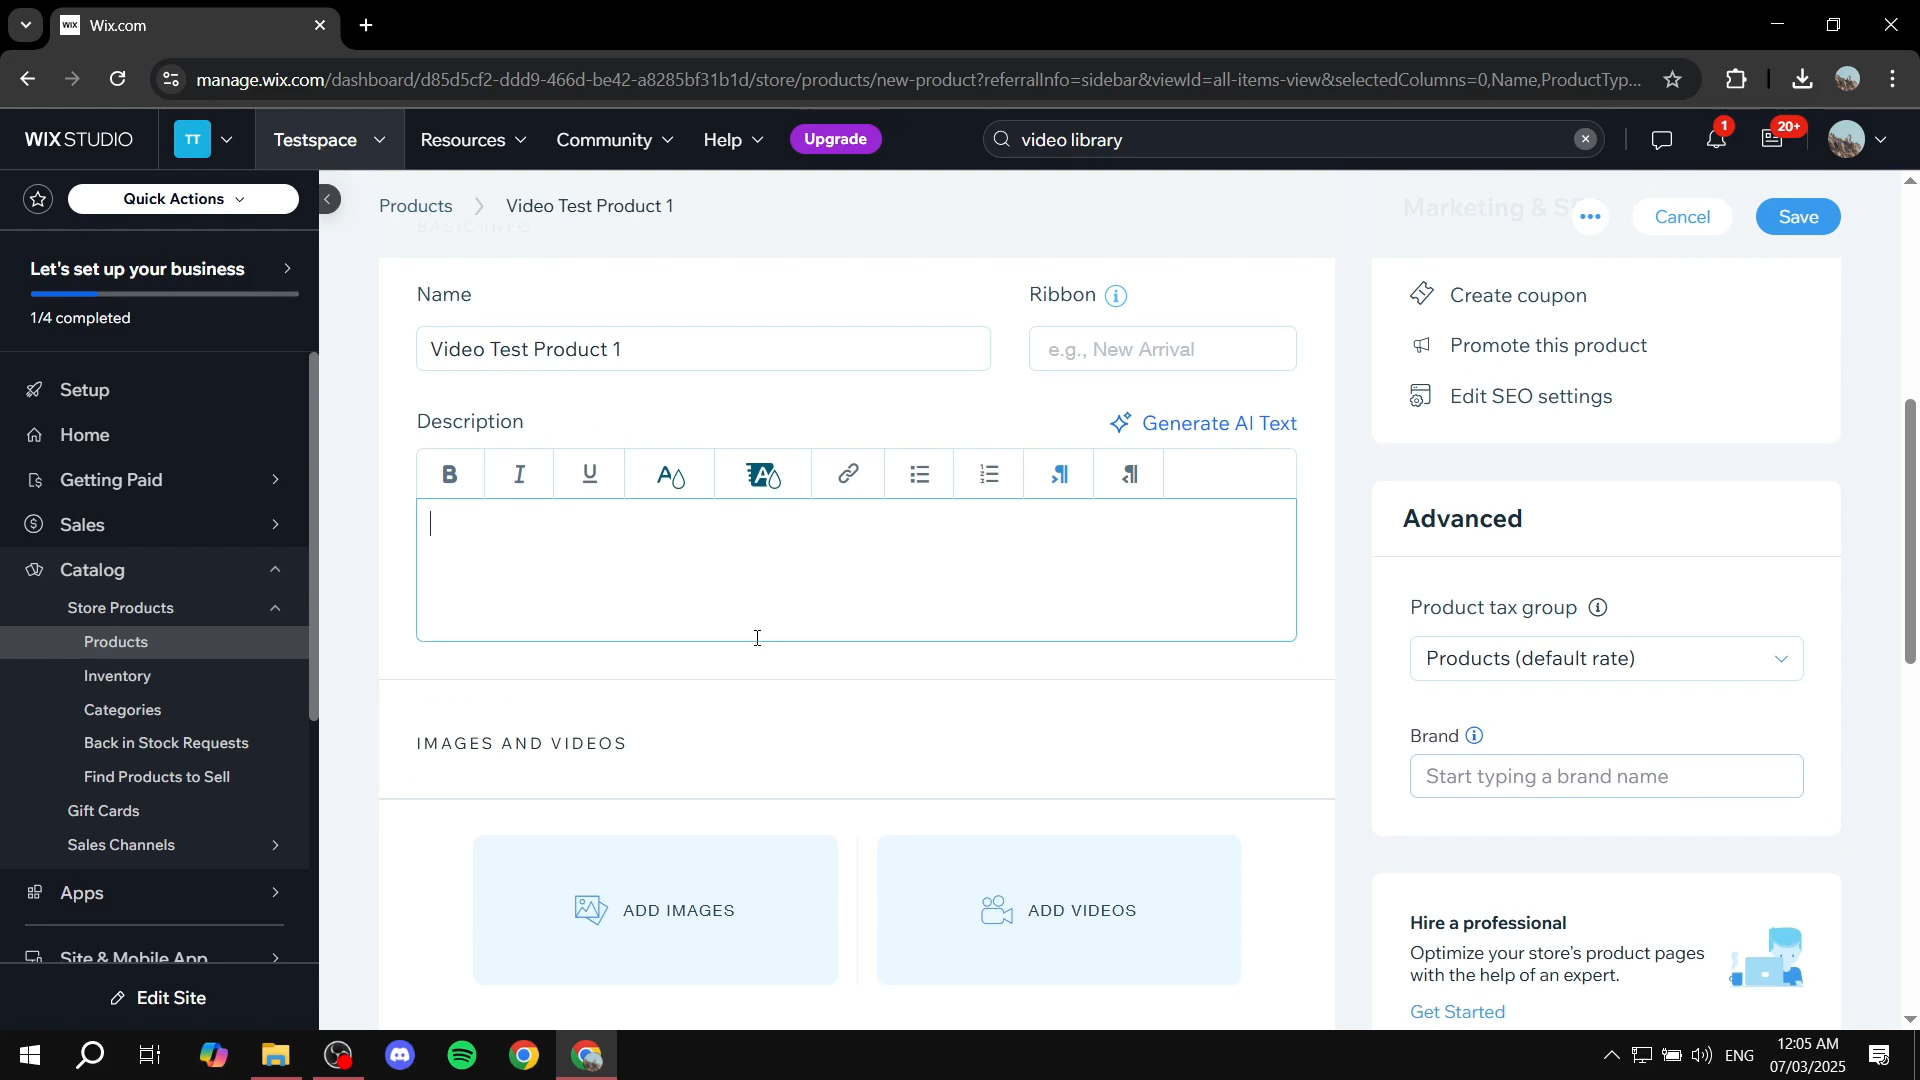 WIX Wix.com
manage.wix.com/dashboard/d85d5cf2-ddd9-466d-be42-a8285bf31b1d/store/products/new-product?referralInfo=sidebar&viewId=all-items-view&selectedColumns=0,Name,ProductTyp...
WIX STUDIO
TT
Testspace
Resources
Community
Help
Upgrade
video library
1
20+
Quick Actions
Let's set up your business
1/4 completed
Setup
Home
Getting Paid
Sales
Catalog
Store Products
Products
Inventory
Categories
Back in Stock Requests
Find Products to Sell
Gift Cards
Sales Channels
Apps
Site & Mobile App
Edit Site
Products
Video Test Product 1
BASIC INFO
Marketing & S
Cancel
Save
Name
Ribbon
Video Test Product 1
e.g., New Arrival
Description
Generate AI Text
B I U A A
IMAGES AND VIDEOS
ADD IMAGES
ADD VIDEOS
Create coupon
Promote this product
Edit SEO settings
Advanced
Product tax group
Products (default rate)
Brand
Start typing a brand name
Hire a professional
Optimize your store's product pages
with the help of an expert.
Get Started
ENG
12:05 AM
07/03/2025